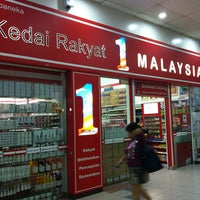 Kedai Rakyat
1 MALAYSIA
1
Rakyat
Didahulukan
Pencapaian
Diutamakan